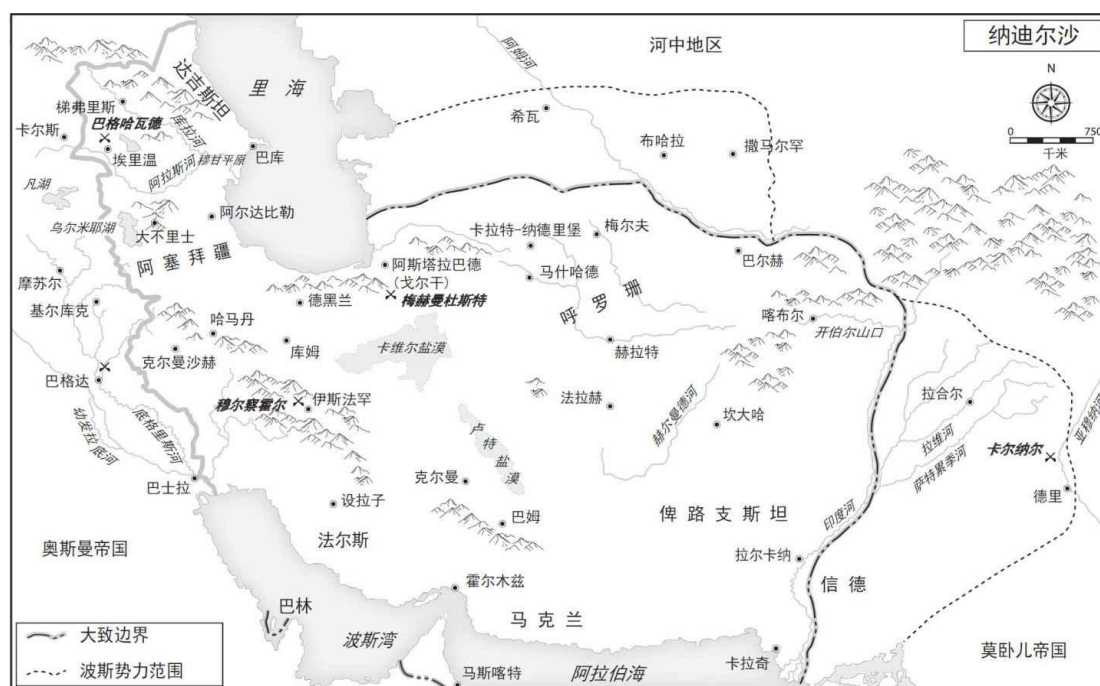 纳迪尔沙
河中地区
阿姆河
里海
达吉斯坦
梯弗里斯
巴格哈瓦德
卡尔斯
库拉河
埃里温
阿拉斯河
穆甘平原
巴库
凡湖
希瓦
布哈拉
撒马尔罕
N
0
750
千米
乌尔米耶湖
阿尔达比勒
大不里士
阿塞拜疆
卡拉特-纳德里堡
梅尔夫
巴尔赫
摩苏尔
阿斯塔拉巴德
(戈尔干)
马什哈德
基尔库克
德黑兰
梅赫曼杜斯特
呼罗珊
哈马丹
喀布尔
开伯尔山口
克尔曼沙赫
库姆
卡维尔盐漠
赫拉特
巴格达
穆尔察霍尔
伊斯法罕
法拉赫
赫尔曼德河
坎大哈
拉合尔
亚穆纳河
幼发拉底河
底格里斯河
卢特盐漠
拉维河
萨特累季河
卡尔纳尔
巴士拉
克尔曼
德里
设拉子
巴姆
俾路支斯坦
印度河
奥斯曼帝国
法尔斯
拉尔卡纳
霍尔木兹
信德
巴林
马克兰
波斯湾
大致边界
波斯势力范围
马斯喀特
阿拉伯海
卡拉奇
莫卧儿帝国